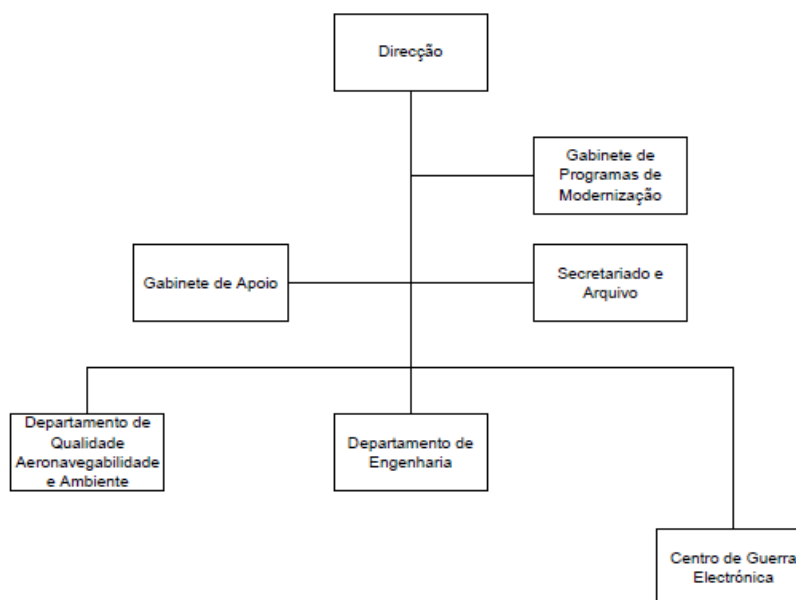 Direcção
Gabinete de
Programas de
Modernização
Gabinete de Apoio
Secretariado e
Arquivo
Departamento de
Qualidade
Aeronavegabilidade
e Ambiente
Departamento de
Engenharia
Centro de Guerra
Electrónica